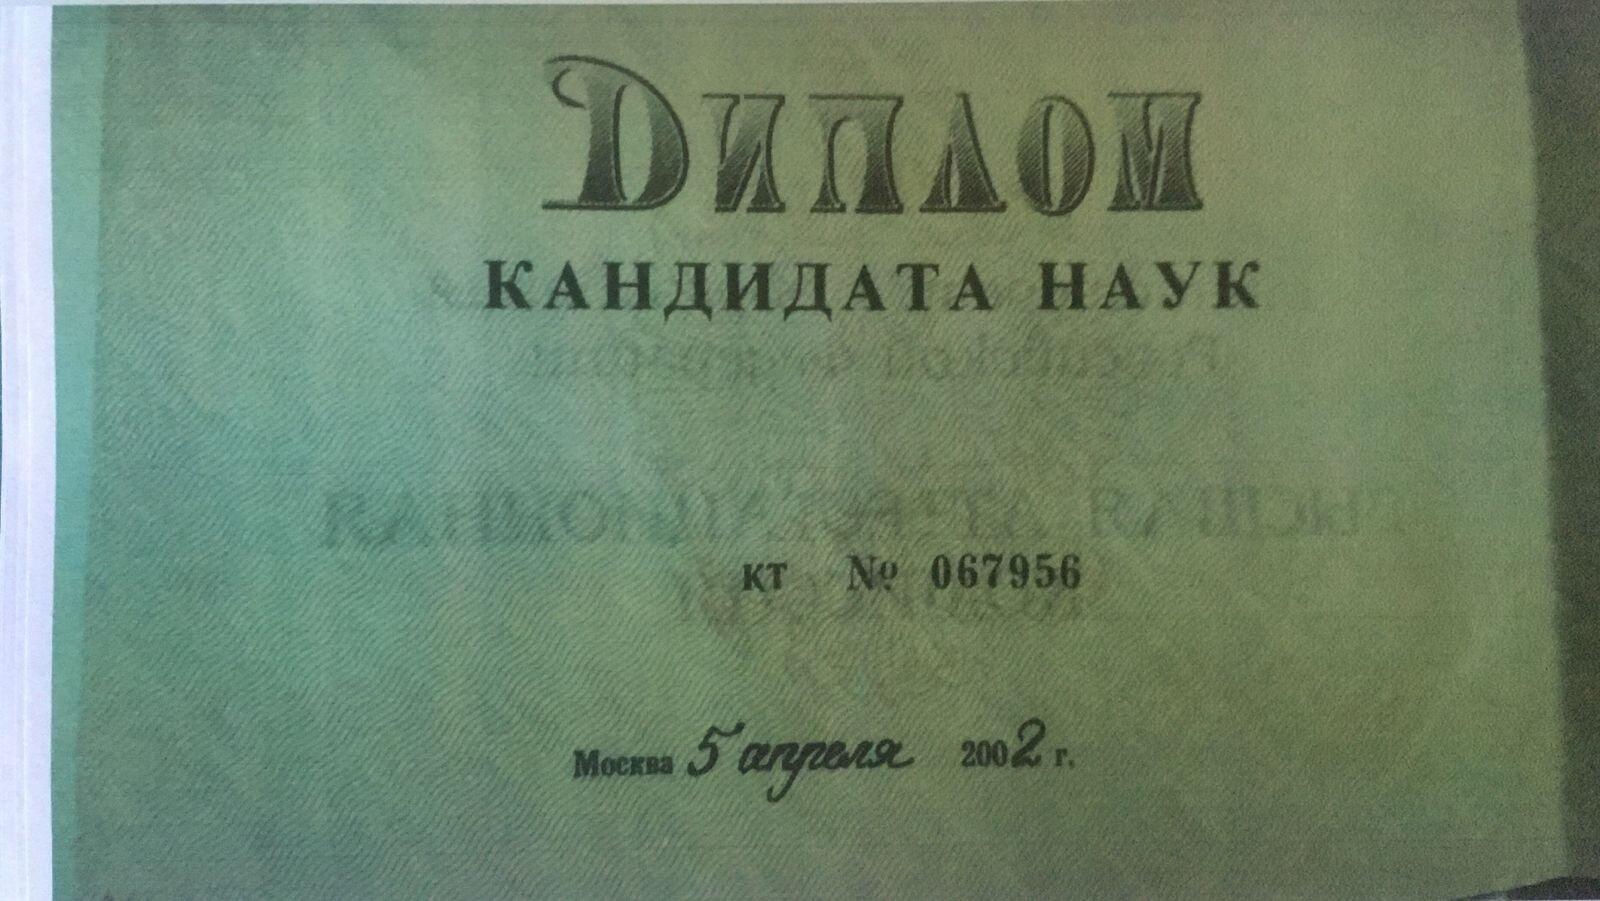 ДИПЛОМ
КАНДИДАТА НАУК
КТ № 067956
Москва 5 апреля 2002 г.